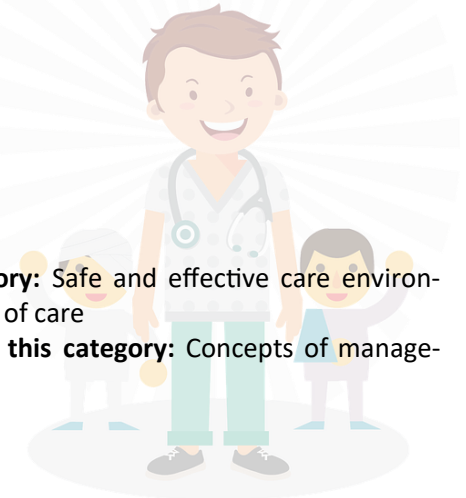 ory: Safe and effective care environ-
of care
this category: Concepts of manage-